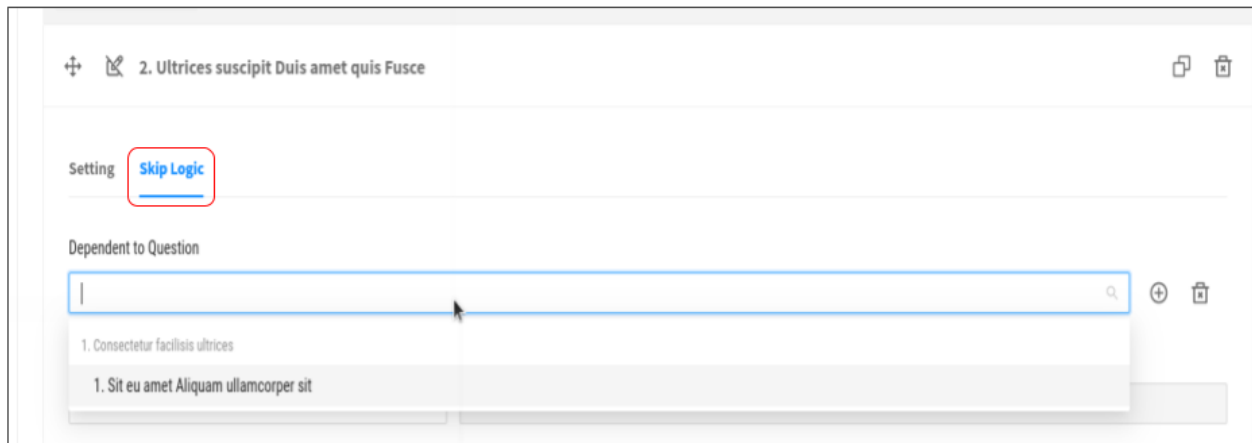 2. Ultrices suscipit Duis amet quis Fusce
Setting Skip Logic
Dependent to Question
1. Consectetur facilisis ultrices
1. Sit eu amet Aliquam ullamcorper sit